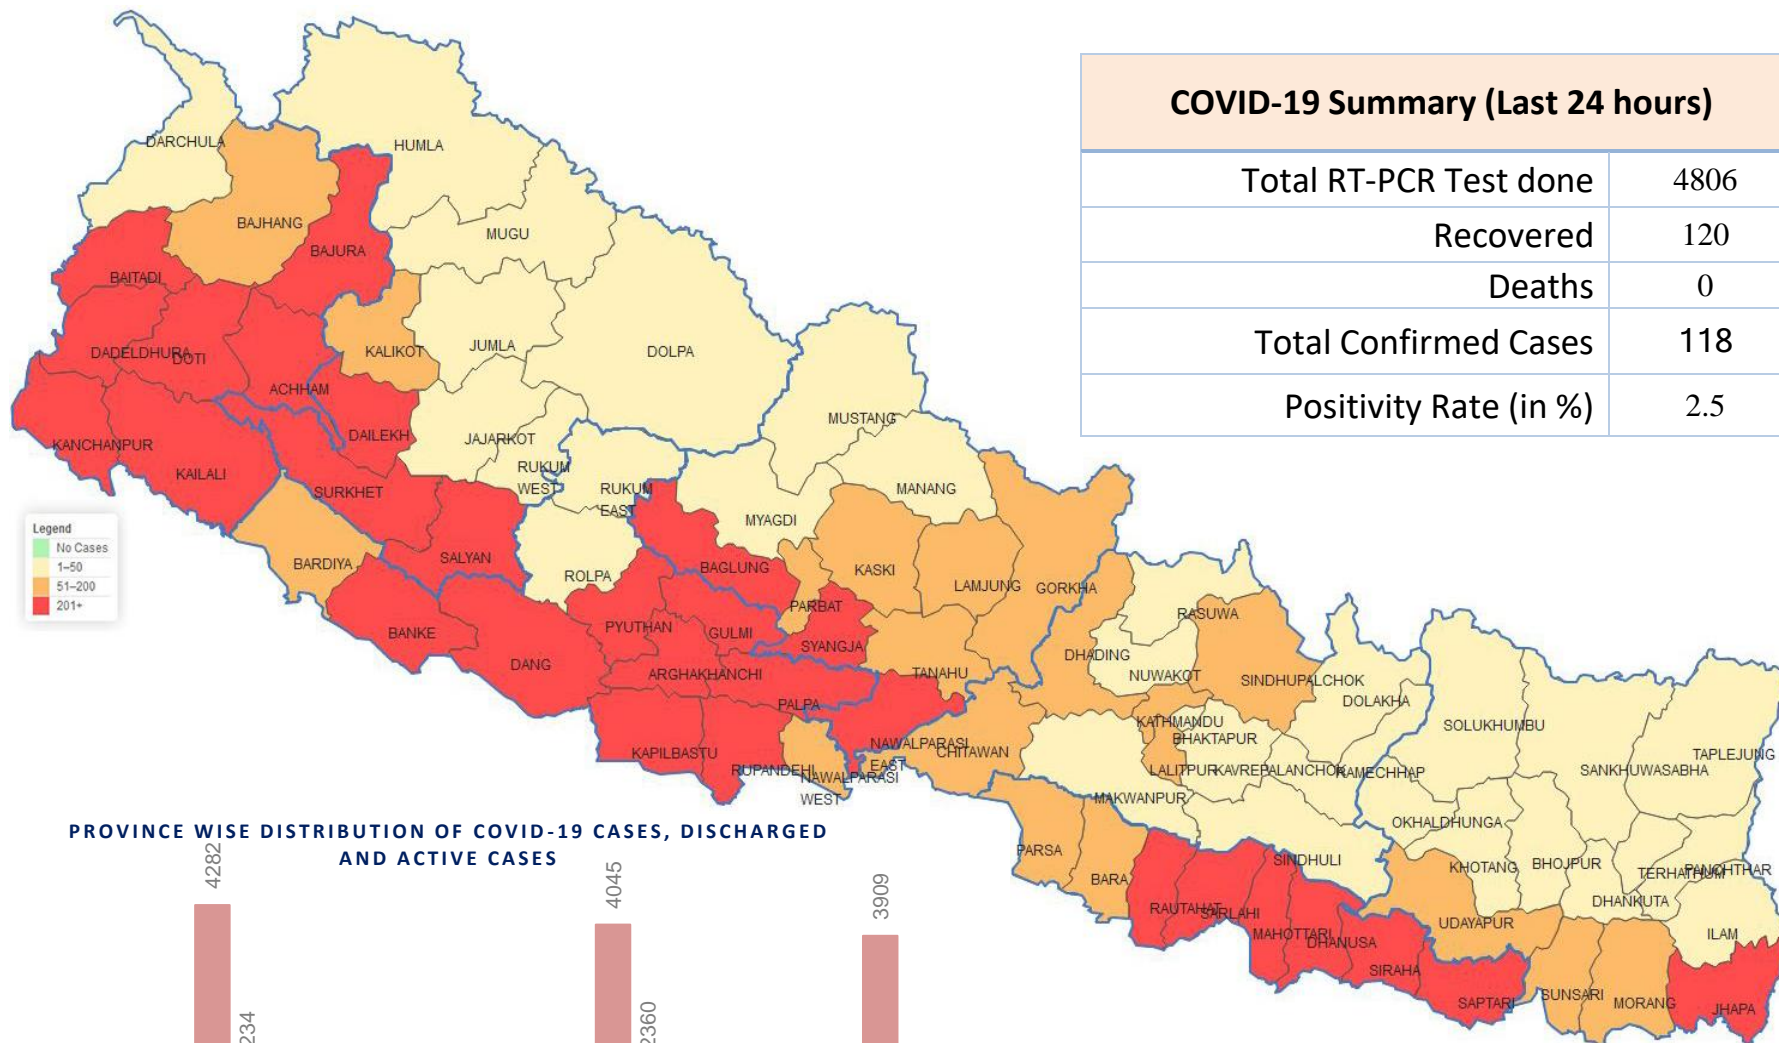 COVID-19 Summary (Last 24 hours)
Total RT-PCR Test done 4806
Recovered 120
Deaths 0
Total Confirmed Cases 118
Positivity Rate (in %) 2.5
DARCHULA
HUMLA
BAJHANG
MUGU
BAJURA
BAITADI
DADELDHURA
DOTI
KALIKOT
JUMLA
DOLPA
ACHHAM
MUSTANG
KANCHANPUR
DAILEKH
JAJARKOT
KAILALI
RUKUM
WEST
RUKUM
EAST
SURKHET
MANANG
MYAGDI
Legend
No Cases
1–50
51–200
201+
BARDIYA
SALYAN
ROLPA
BAGLUNG
KASKI
LAMJUNG
GORKHA
PARBAT
RASUWA
BANKE
PYUTHAN
GULMI
SYANGJA
DHADING
DANG
ARGHAKHANCHI
TANAHU
NUWAKOT
SINDHUPALCHOK
DOLAKHA
PALPA
KATHMANDU
BHAKTAPUR
SOLUKHUMBU
KAPILBASTU
NAWALPARASI
EAST
CHITAWAN
TAPLEJUNG
RUPANDEHI
NAWALPARASI
WEST
LALITPUR
KAVREPALANCHOK
RAMECHHAP
SANKHUWASABHA
MAKWANPUR
OKHALDHUNGA
PARSA
SINDHULI
KHOTANG
BHOJPUR
TERHATHUM
PANCHTHAR
BARA
DHANKUTA
RAUTAHAT
SARLAHI
UDAYAPUR
MAHOTTARI
DHANUSA
ILAM
SIRAHA
SAPTARI
SUNSARI
MORANG
JHAPA
PROVINCE WISE DISTRIBUTION OF COVID-19 CASES, DISCHARGED
AND ACTIVE CASES
4282
234
4045
2360
3909